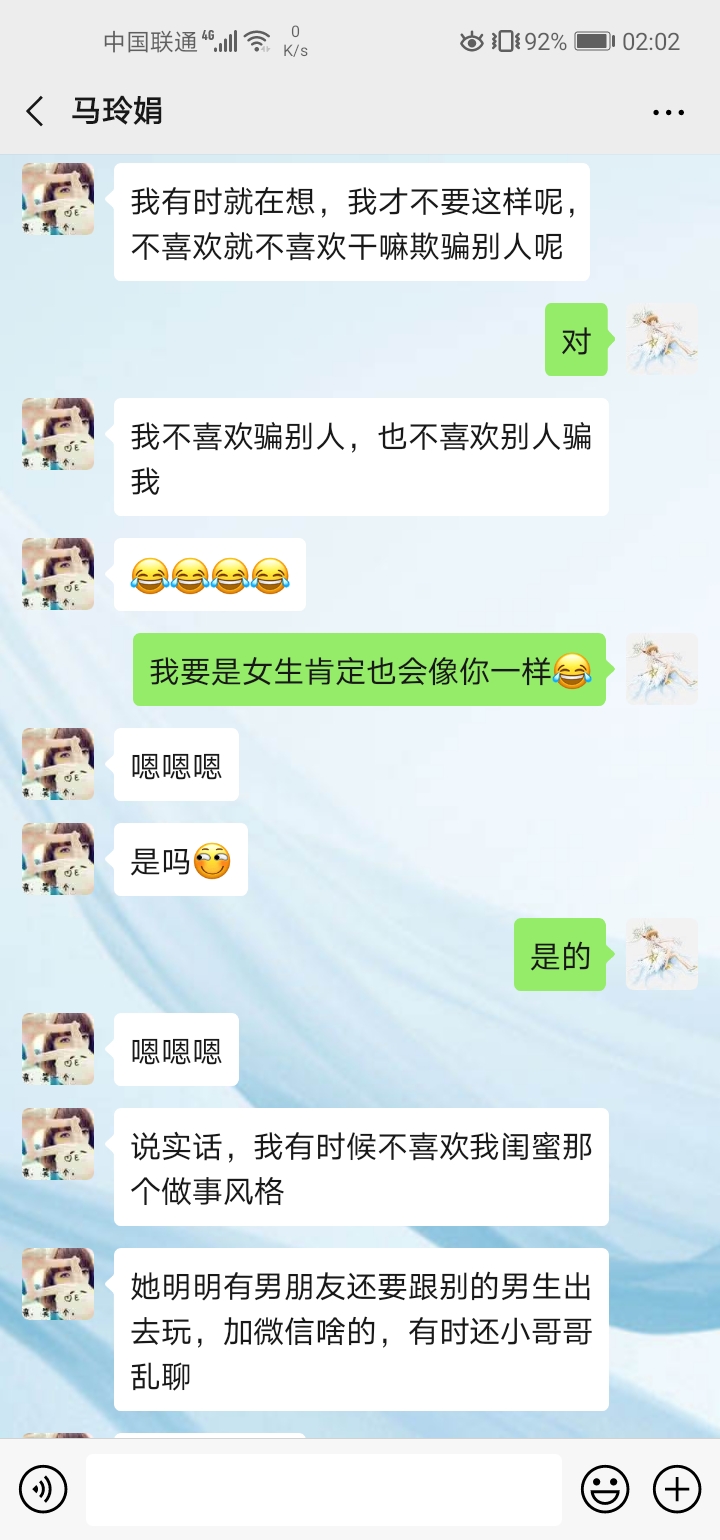 中国联通 4G 0 K/s 92% 02:02
马玲娟
我有时就在想，我才不要这样呢，
不喜欢就不喜欢干嘛欺骗别人呢
对
我不喜欢骗别人，也不喜欢别人骗
我
😂😂😂😂
我要是女生肯定也会像你一样😂
嗯嗯嗯
是吗
是的
嗯嗯嗯
说实话，我有时候不喜欢我闺蜜那
个做事风格
她明明有男朋友还要跟别的男生出
去玩，加微信啥的，有时还小哥哥
乱聊